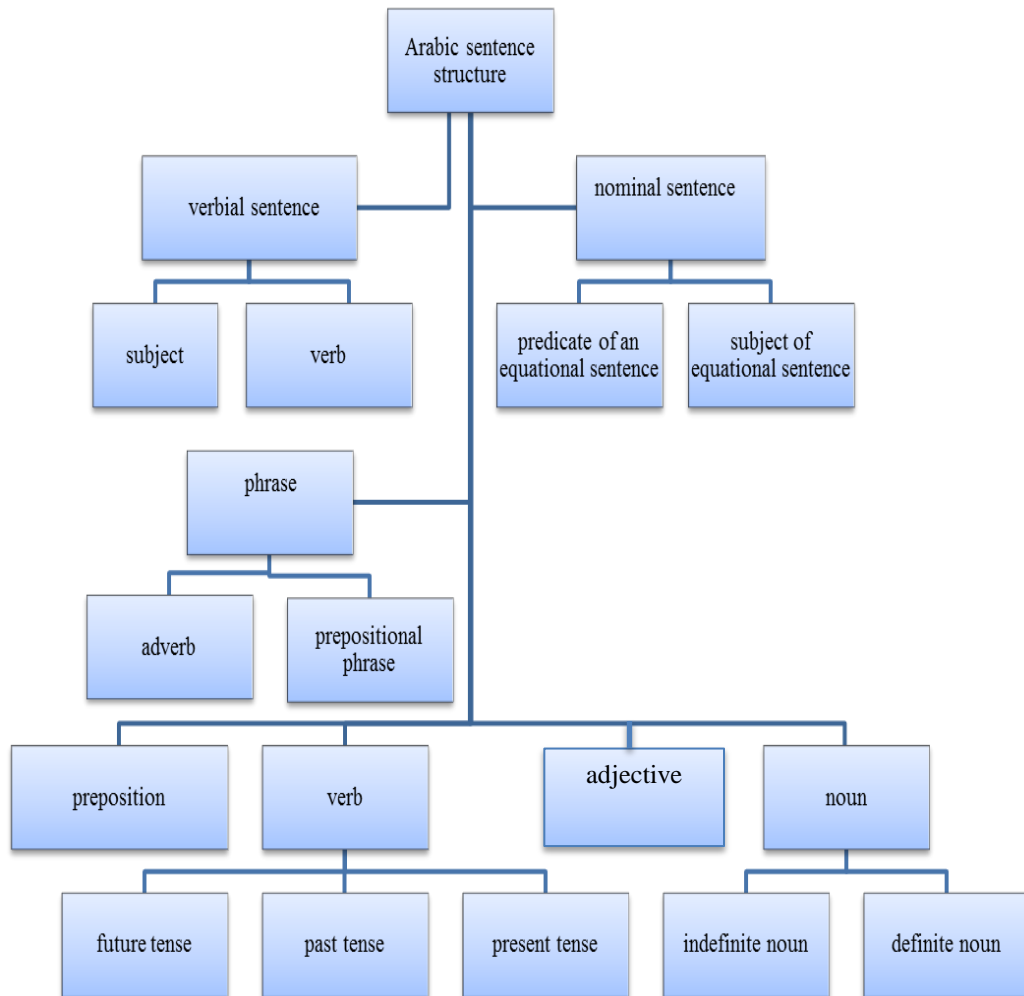 Arabic sentence
structure
verbial sentence
nominal sentence
subject
verb
predicate of an
equational sentence
subject of
equational sentence
phrase
adverb
prepositional
phrase
preposition
verb
adjective
noun
future tense
past tense
present tense
indefinite noun
definite noun